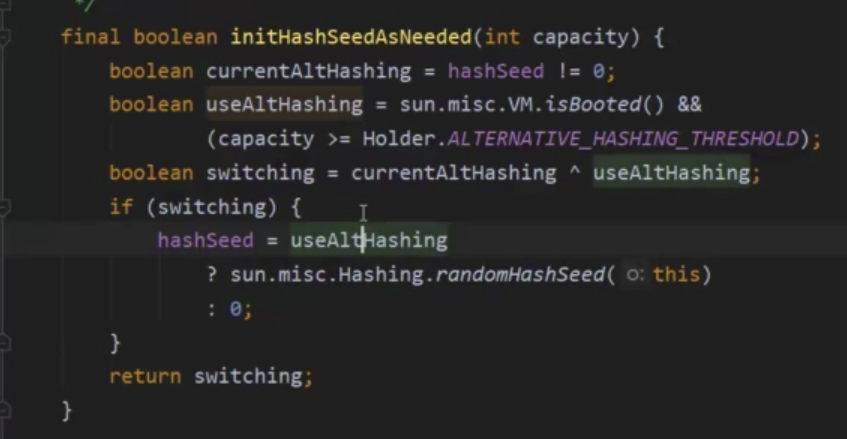 */
final boolean initHashSeedAsNeeded(int capacity) {
boolean currentAltHashing = hashSeed != 0;
boolean useAltHashing = sun.misc.VM.isBooted() &&
(capacity >= Holder.ALTERNATIVE_HASHING_THRESHOLD);
boolean switching = currentAltHashing ^ useAltHashing;
if (switching) {
hashSeed = useAltHashing
? sun.misc.Hashing.randomHashSeed( o: this)
: 0;
}
return switching;
}